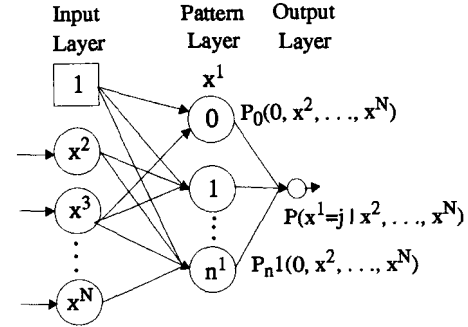 Input Layer
Pattern Layer
Output Layer
x¹
1
0
P₀(0, x², . . ., xᴺ)
x²
1
x³
P(x¹=j | x², . . ., xᴺ)
n¹
Pₙ1(0, x², . . ., xᴺ)
xᴺ